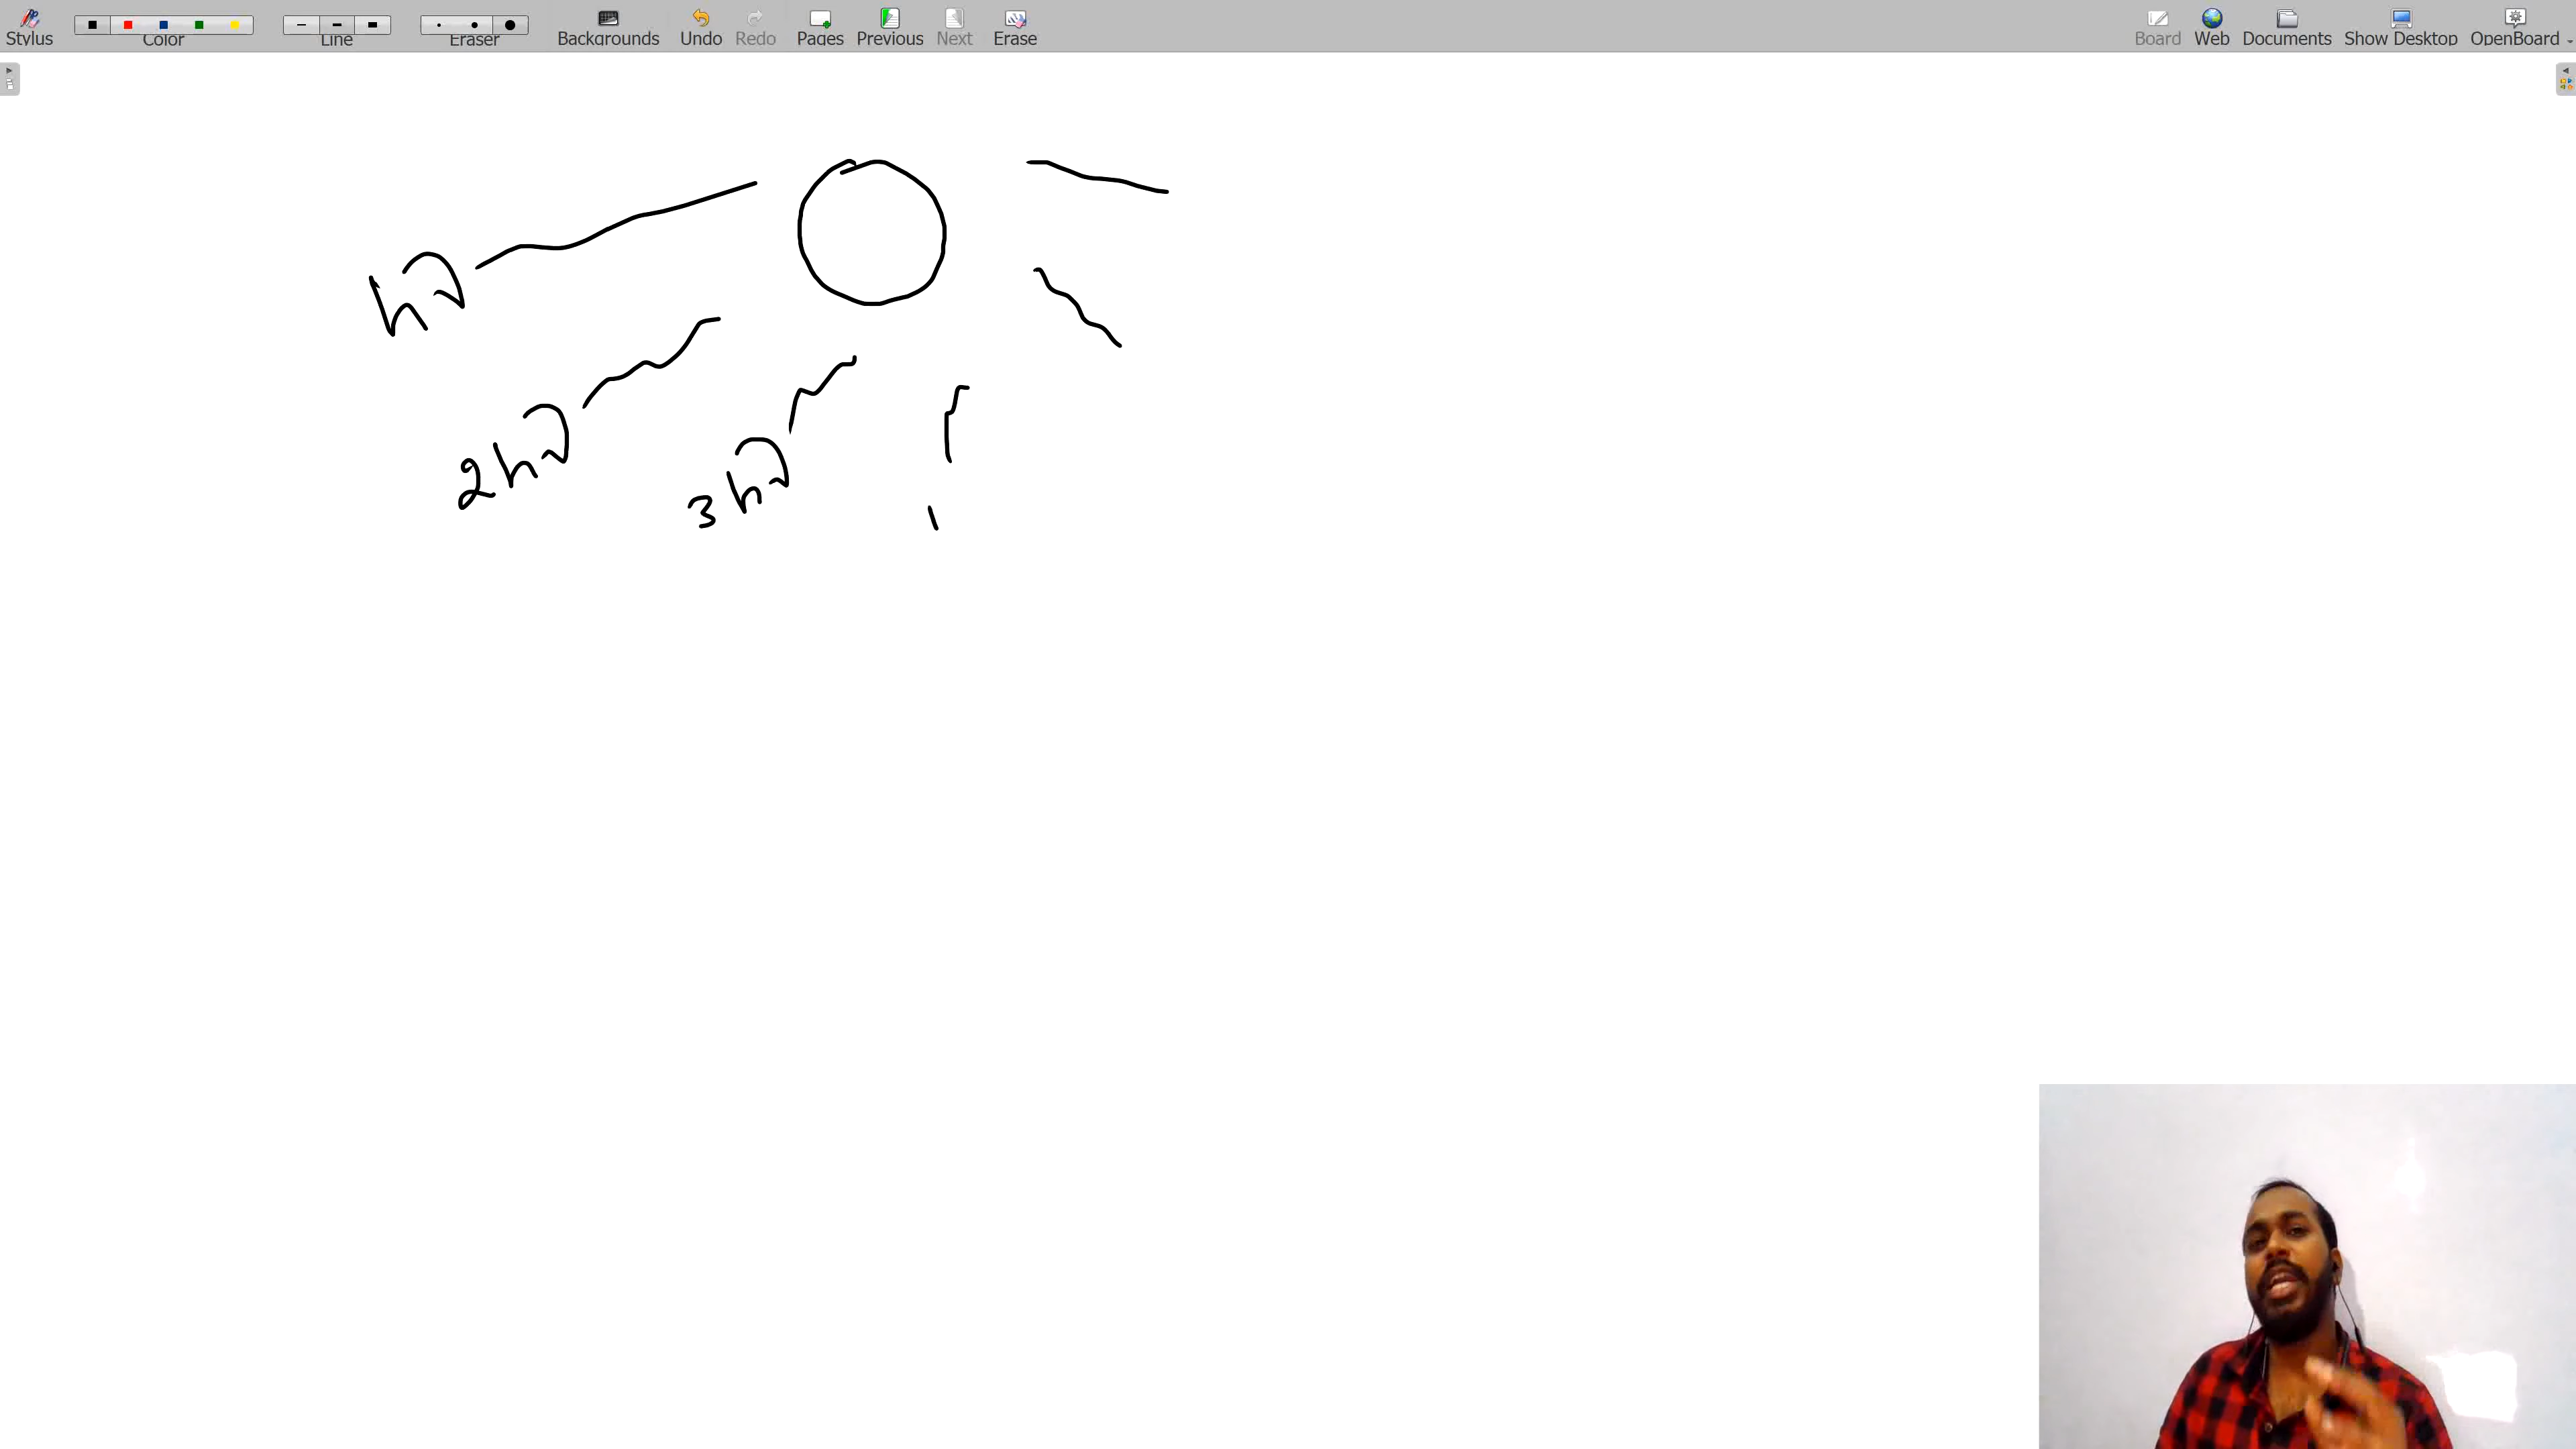 Stylus Color Line Eraser Backgrounds Undo Redo Pages Previous Next Erase Board Web Documents Show Desktop OpenBoard
hν
2hν
3hν